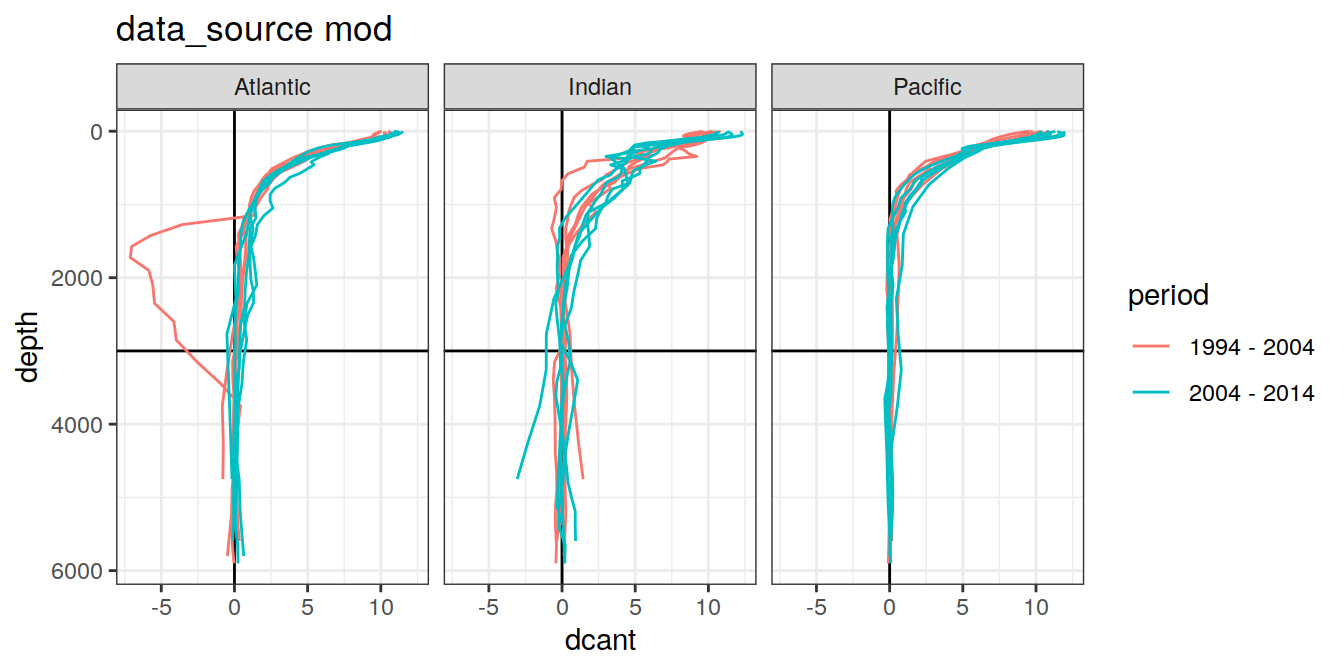 data_source mod
Atlantic Indian Pacific
0
2000
4000
6000
depth
-5 0 5 10 -5 0 5 10 -5 0 5 10
dcant
period
1994 - 2004
2004 - 2014